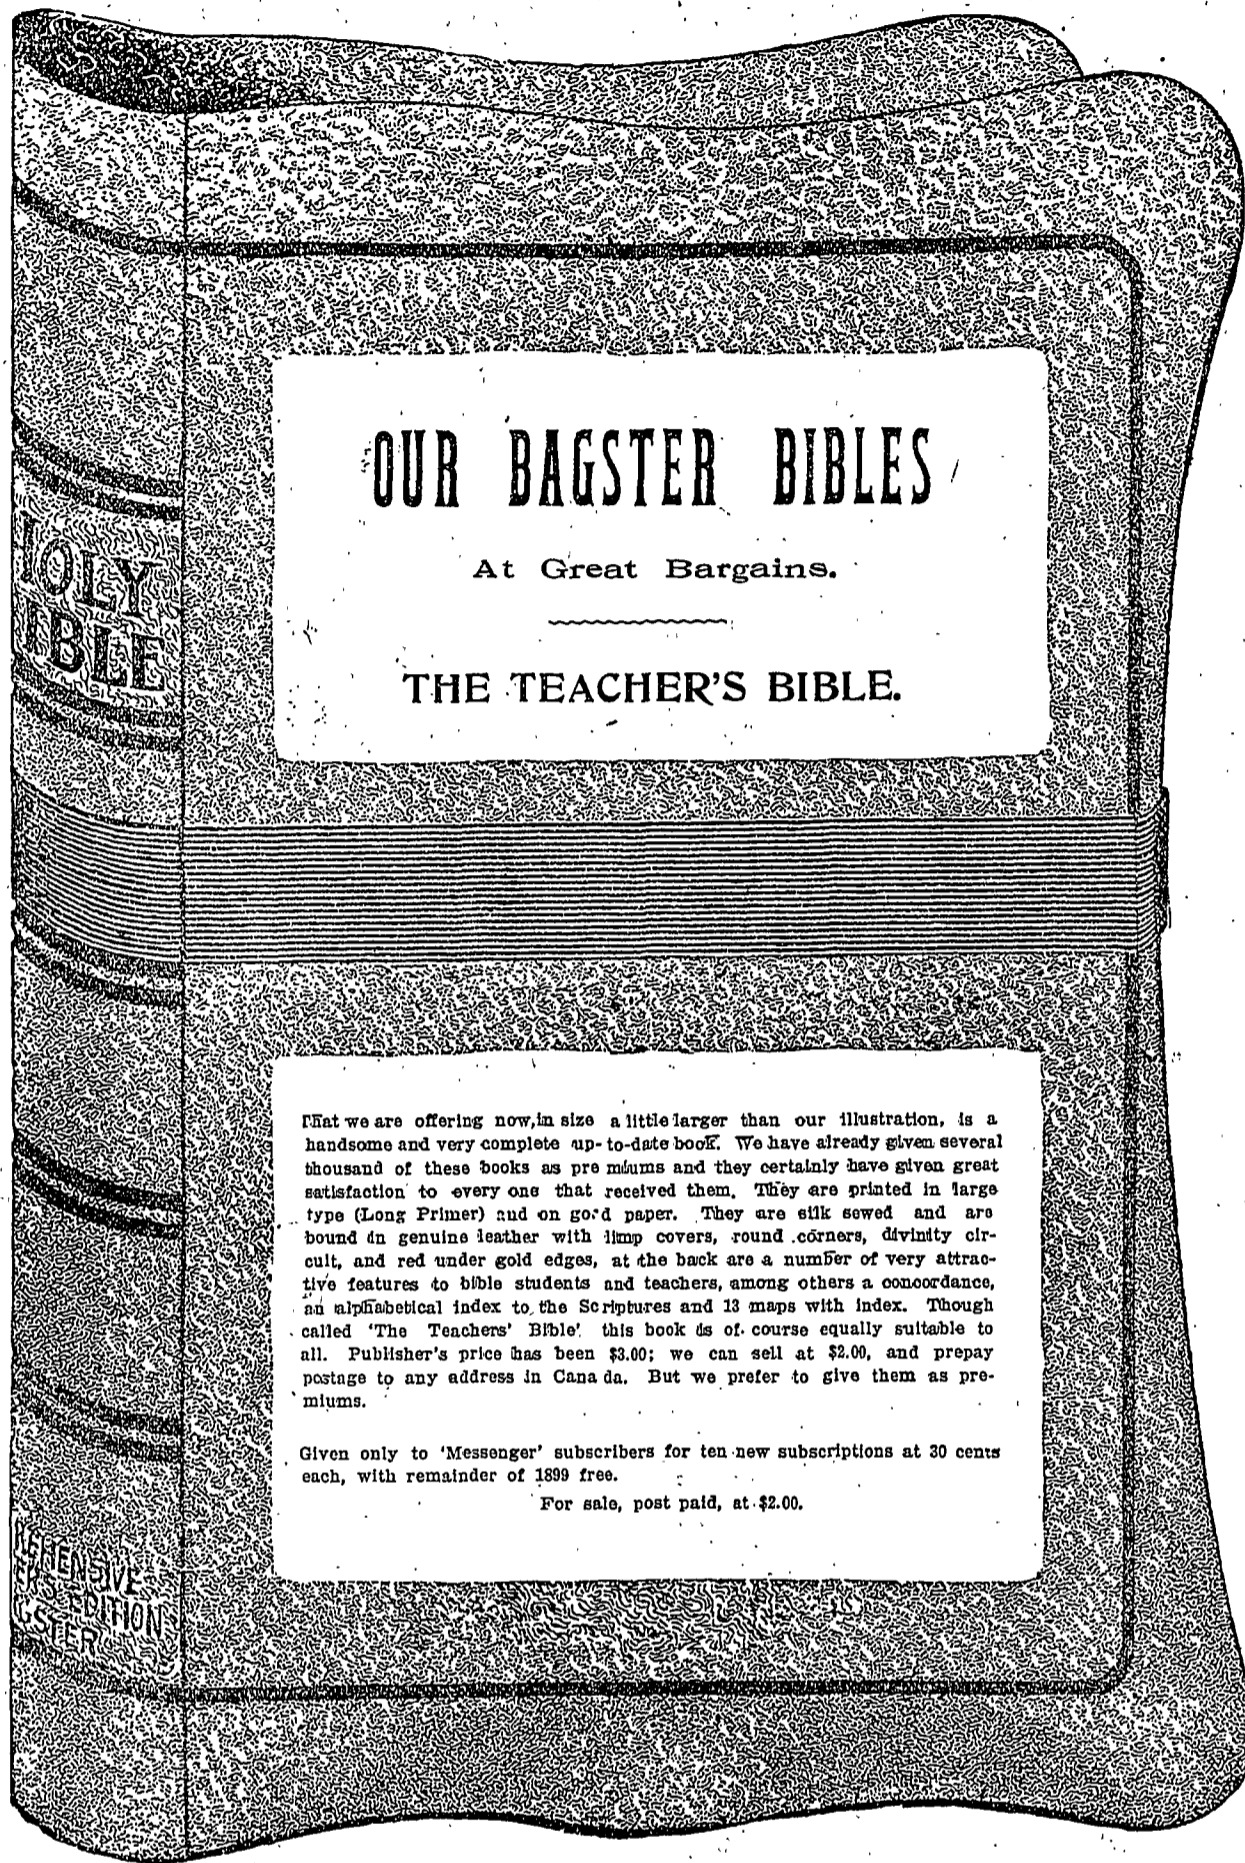 OUR BAGSTER BIBLES
At Great Bargains.
THE TEACHER'S BIBLE.
HOLY
BIBLE
That we are offering now, in size a little larger than our illustration, is a
handsome and very complete up-to-date book. We have already given several
thousand of these books as pre miums and they certainly have given great
satisfaction to every one that received them. They are printed in large
type (Long Primer) and on good paper. They are silk sewed and are
bound in genuine leather with limp covers, round corners, divinity cir-
cuit, and red under gold edges, at the back are a number of very attrac-
tive features to bible students and teachers, among others a concordance,
an alphabetical index to the Scriptures and 13 maps with index. Though
called 'The Teachers' Bible' this book is of course equally suitable to
all. Publisher's price has been $3.00; we can sell at $2.00, and prepay
postage to any address in Cana da. But we prefer to give them as pre-
miums.
Given only to 'Messenger' subscribers for ten new subscriptions at 30 cents
each, with remainder of 1899 free.
For sale, post paid, at $2.00.
REHENSIVE
ER'S EDITION
GSTER